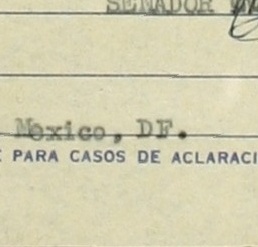 SENADOR
Mexico, DF.
PARA CASOS DE ACLARACI